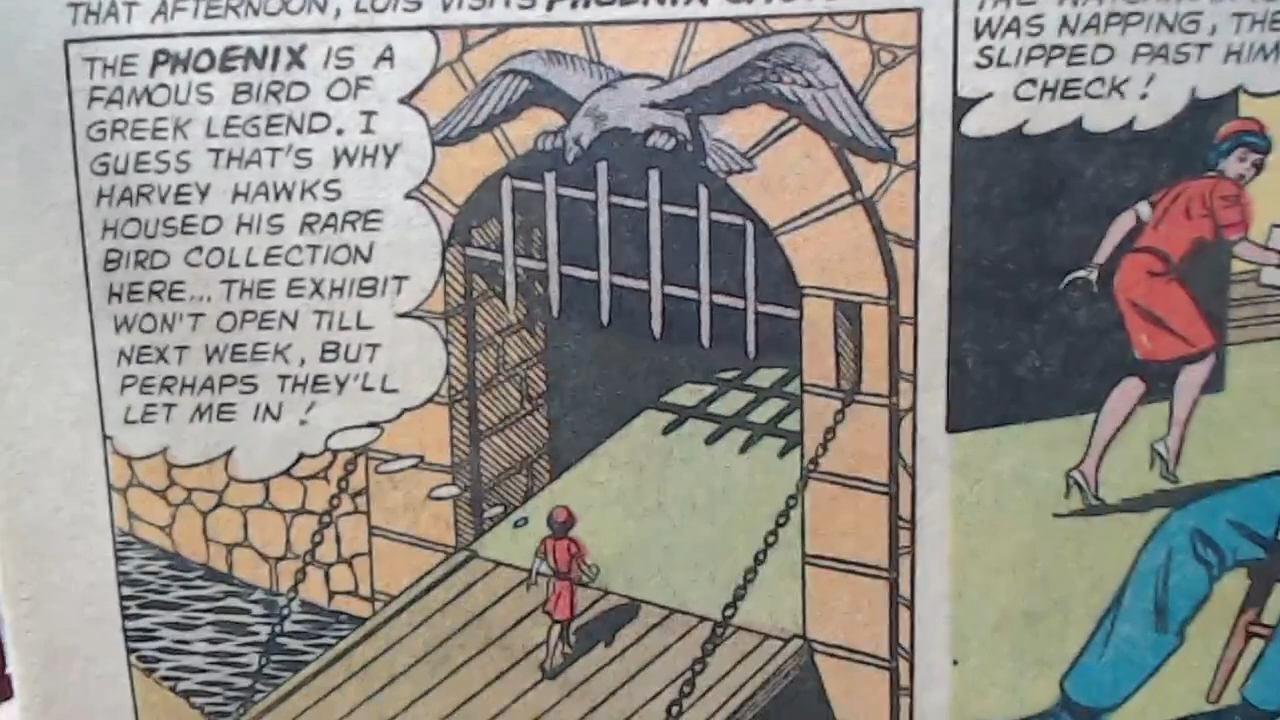 THAT AFTERNOON, LOIS VISITS PHOENIX
THE PHOENIX IS A
FAMOUS BIRD OF
GREEK LEGEND. I
GUESS THAT'S WHY
HARVEY HAWKS
HOUSED HIS RARE
BIRD COLLECTION
HERE... THE EXHIBIT
WON'T OPEN TILL
NEXT WEEK, BUT
PERHAPS THEY'LL
LET ME IN!
WAS NAPPING, THE
SLIPPED PAST HIM
CHECK!